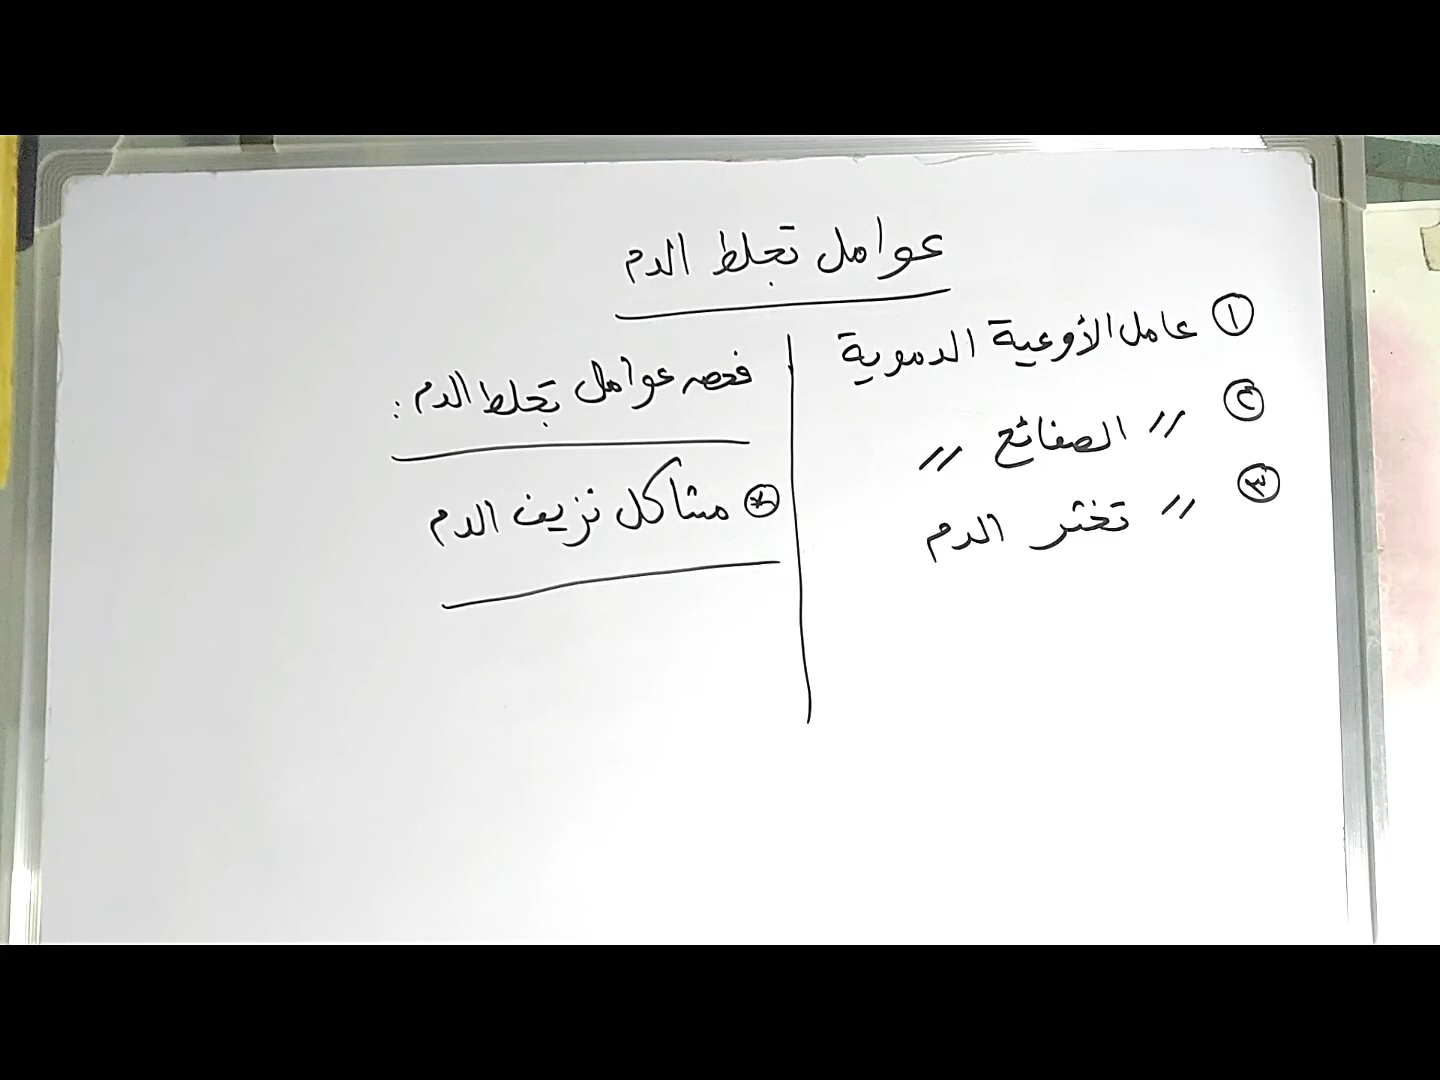 عوامل تجلط الدم
① عامل الأوعية الدموية
② // الصفائح //
③ // تخثر الدم
فحص عوامل تجلط الدم :
⊛ مشاكل نزيف الدم